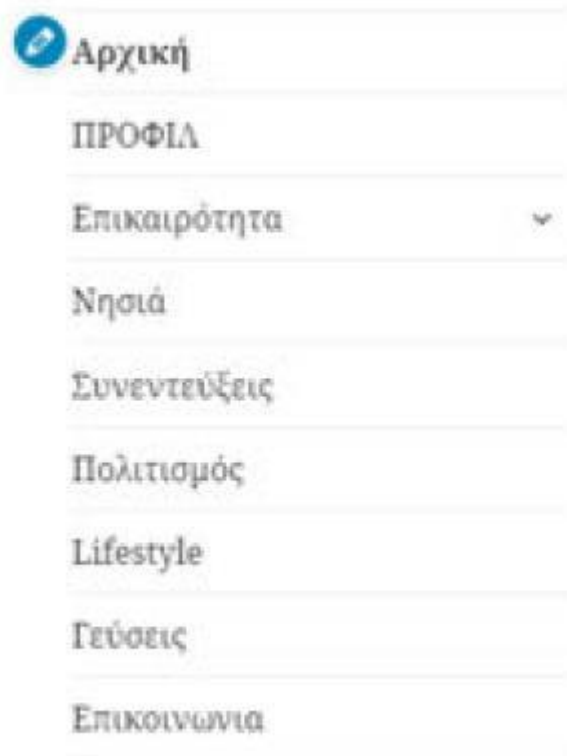 Αρχική
ΠΡΟΦΙΛ
Επικαιρότητα
Νησιά
Συνεντεύξεις
Πολιτισμός
Lifestyle
Γεύσεις
Επικοινωνια